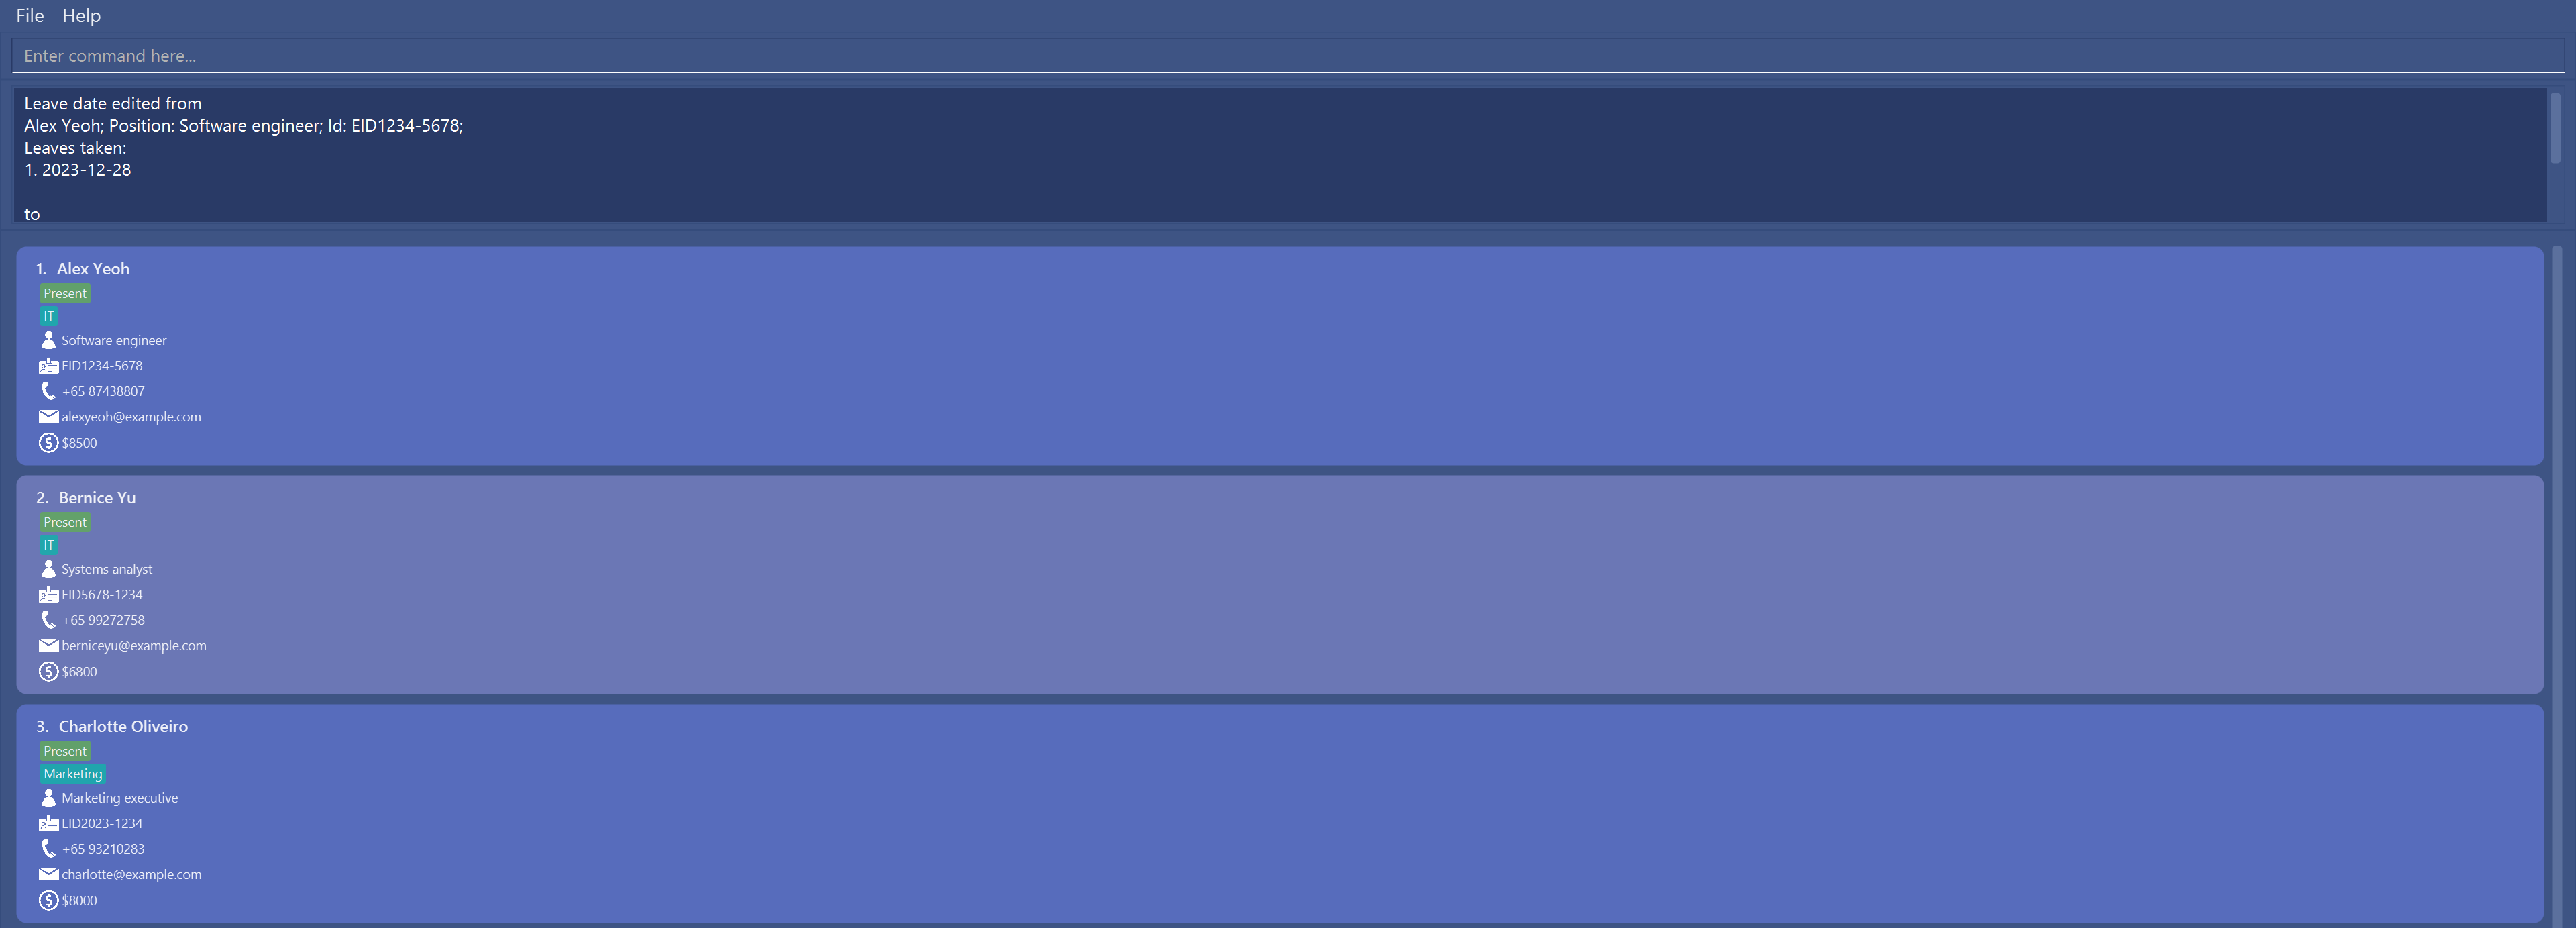 File Help
Enter command here...
Leave date edited from
Alex Yeoh; Position: Software engineer; Id: EID1234-5678;
Leaves taken:
1. 2023-12-28
to
1. Alex Yeoh
Present
IT
Software engineer
EID1234-5678
+65 87438807
alexyeoh@example.com
$8500
2. Bernice Yu
Present
IT
Systems analyst
EID5678-1234
+65 99272758
berniceyu@example.com
$6800
3. Charlotte Oliveiro
Present
Marketing
Marketing executive
EID2023-1234
+65 93210283
charlotte@example.com
$8000